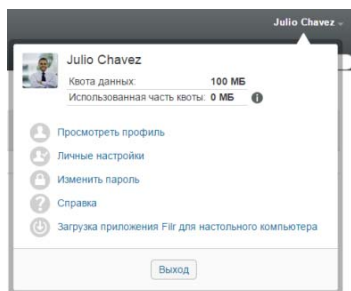 Julio Chavez
Julio Chavez
Квота данных: 100 МБ
Использованная часть квоты: 0 МБ
Просмотреть профиль
Личные настройки
Изменить пароль
Справка
Загрузка приложения Filr для настольного компьютера
Выход